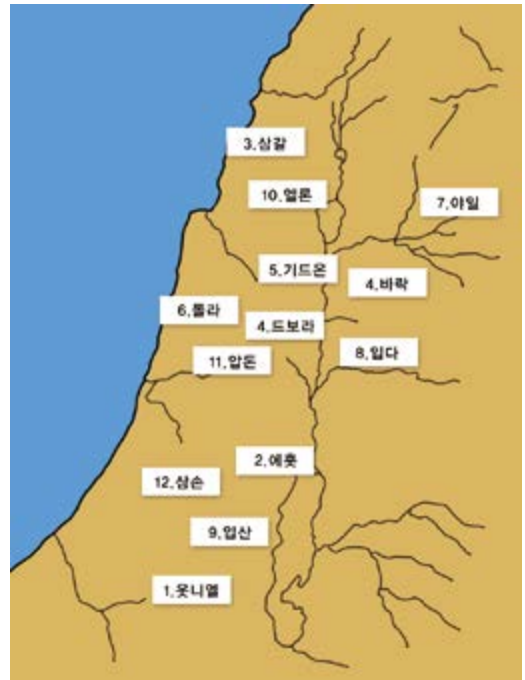 3.삼갈
10.엘론
7.야일
5.기드온
4.바락
6.돌라
4.드보라
11.압돈
8.입다
2.에훗
12.삼손
9.입산
1.옷니엘